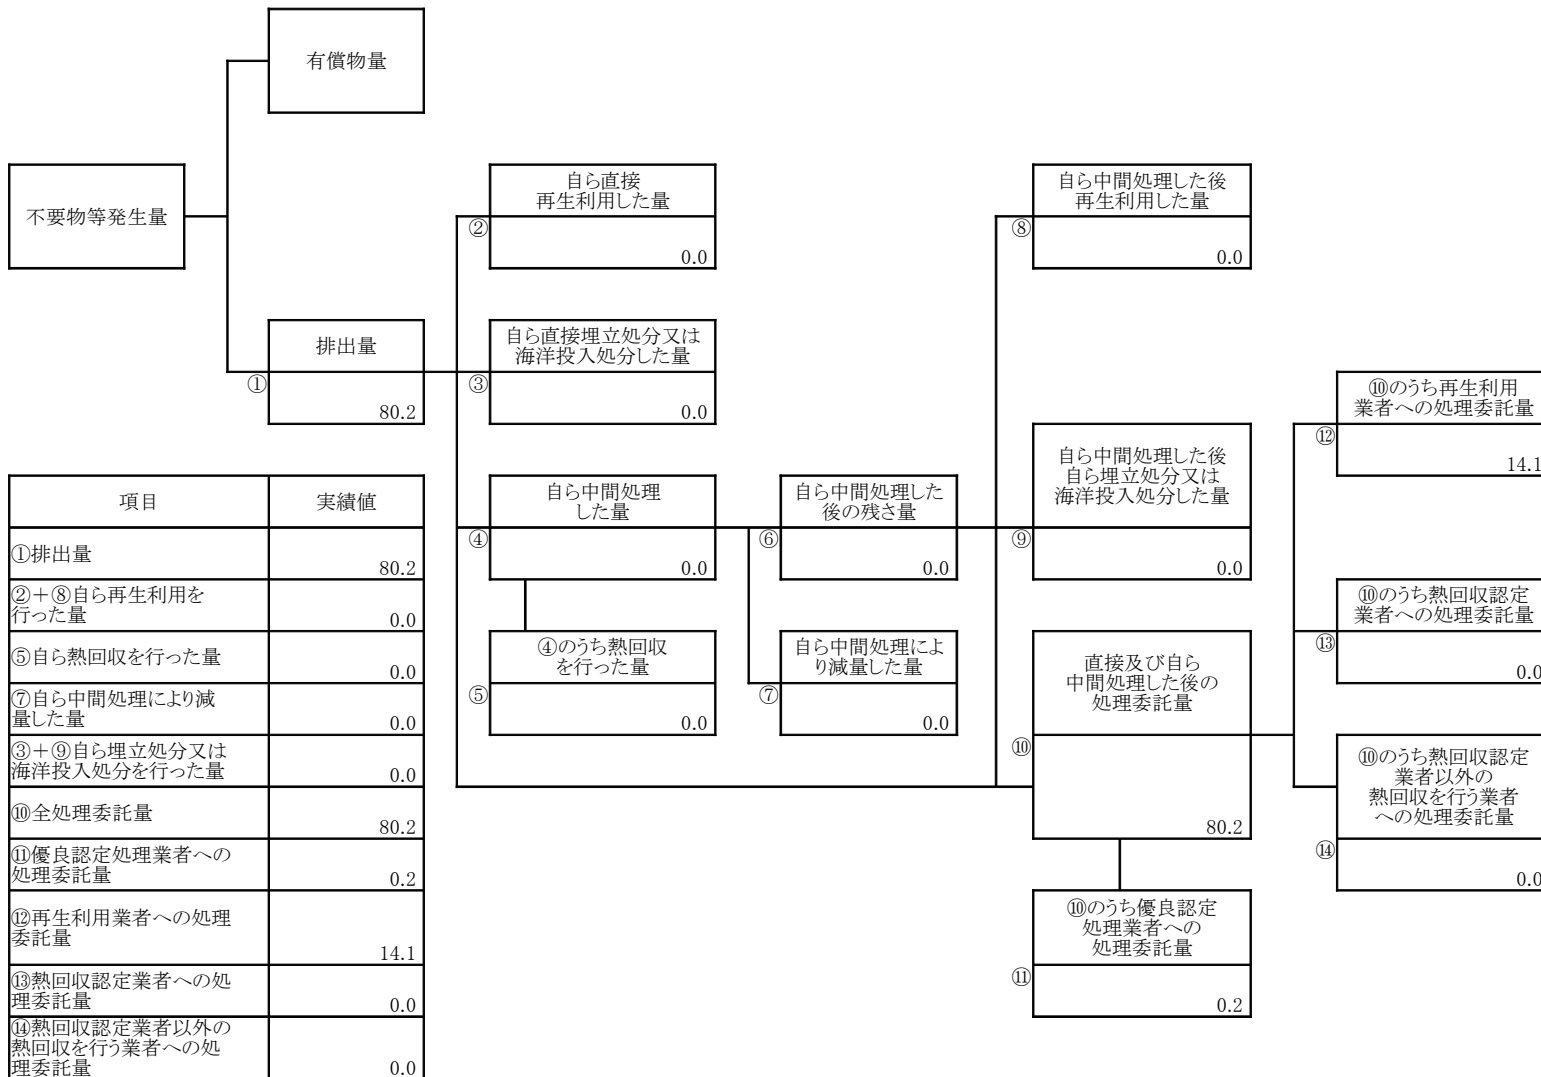 有償物量
不要物等発生量
自ら直接
再生利用した量
②
0.0
自ら中間処理した後
再生利用した量
⑧
0.0
排出量
①
80.2
自ら直接埋立処分又は
海洋投入処分した量
③
0.0
⑩のうち再生利用
業者への処理委託量
⑫
14.1
自ら中間処理
した量
④
0.0
自ら中間処理した
後の残さ量
⑥
0.0
自ら中間処理した後
自ら埋立処分又は
海洋投入処分した量
⑨
0.0
⑩のうち熱回収認定
業者への処理委託量
⑬
0.0
④のうち熱回収
を行った量
⑤
0.0
自ら中間処理によ
り減量した量
⑦
0.0
直接及び自ら
中間処理した後の
処理委託量
⑩
80.2
⑩のうち熱回収認定
業者以外の
熱回収を行う業者
への処理委託量
⑭
0.0
⑩のうち優良認定
処理業者への
処理委託量
⑪
0.2
項目 実績値
①排出量
80.2
②+⑧自ら再生利用を
行った量
0.0
⑤自ら熱回収を行った量
0.0
⑦自ら中間処理により減
量した量
0.0
③+⑨自ら埋立処分又は
海洋投入処分を行った量
0.0
⑩全処理委託量
80.2
⑪優良認定処理業者への
処理委託量
0.2
⑫再生利用業者への処理
委託量
14.1
⑬熱回収認定業者への処
理委託量
0.0
⑭熱回収認定業者以外の
熱回収を行う業者への処
理委託量
0.0